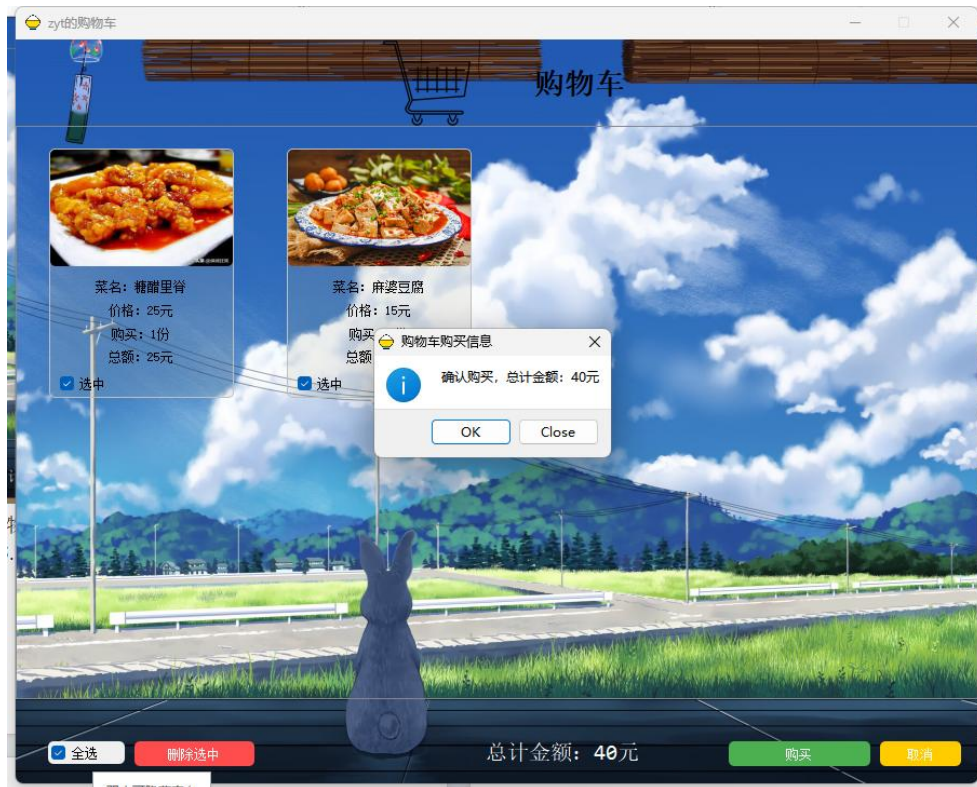 zyt的购物车
购物车
菜名：糖醋里脊
价格：25元
购买：1份
总额：25元
选中
菜名：麻婆豆腐
价格：15元
购买
总额
选中
购物车购买信息
确认购买，总计金额：40元
OK
Close
全选
删除选中
总计金额：40元
购买
取消